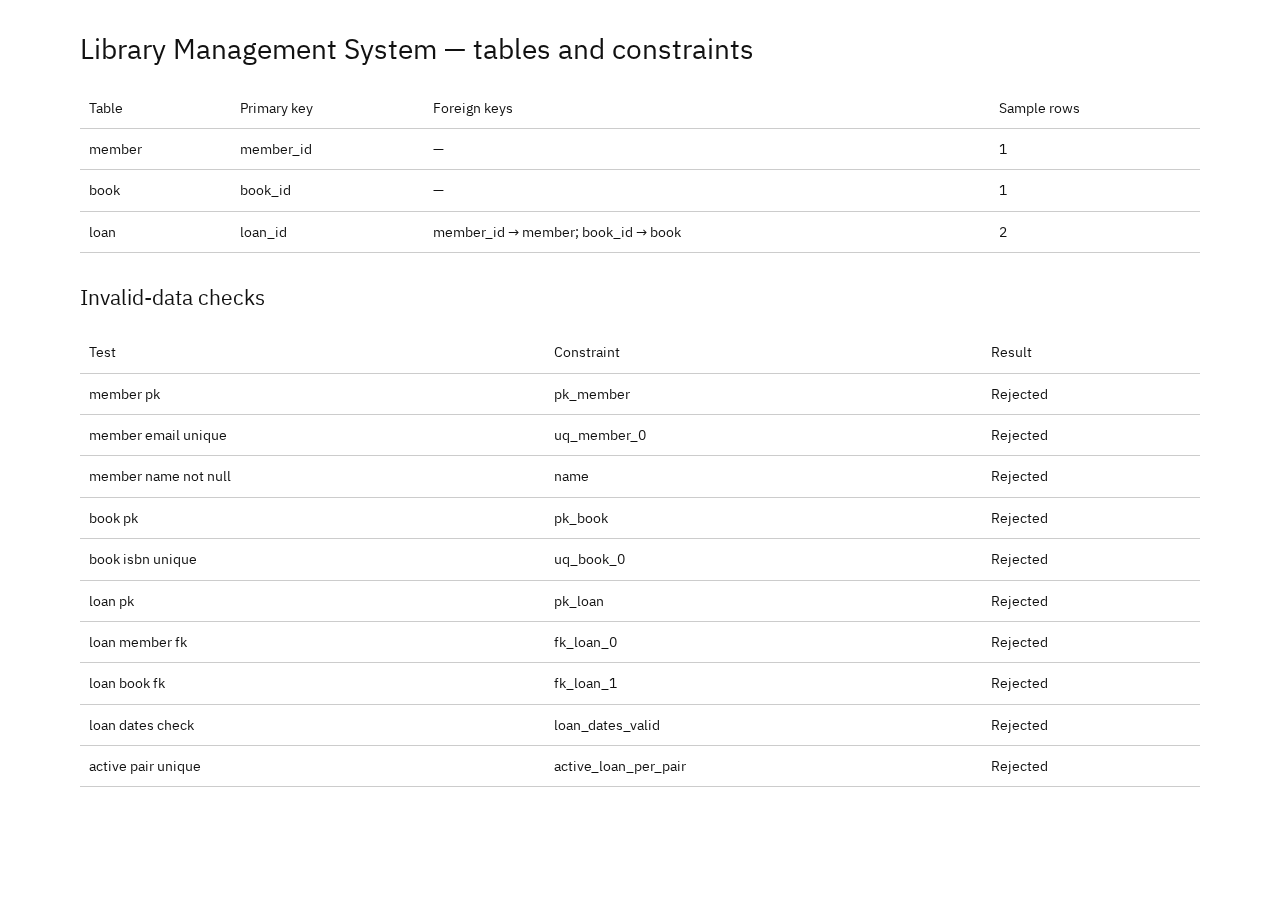 Library Management System — tables and constraints
Table Primary key Foreign keys Sample rows
member member_id — 1
book book_id — 1
loan loan_id member_id → member; book_id → book 2
Invalid-data checks
Test Constraint Result
member pk pk_member Rejected
member email unique uq_member_0 Rejected
member name not null name Rejected
book pk pk_book Rejected
book isbn unique uq_book_0 Rejected
loan pk pk_loan Rejected
loan member fk fk_loan_0 Rejected
loan book fk fk_loan_1 Rejected
loan dates check loan_dates_valid Rejected
active pair unique active_loan_per_pair Rejected